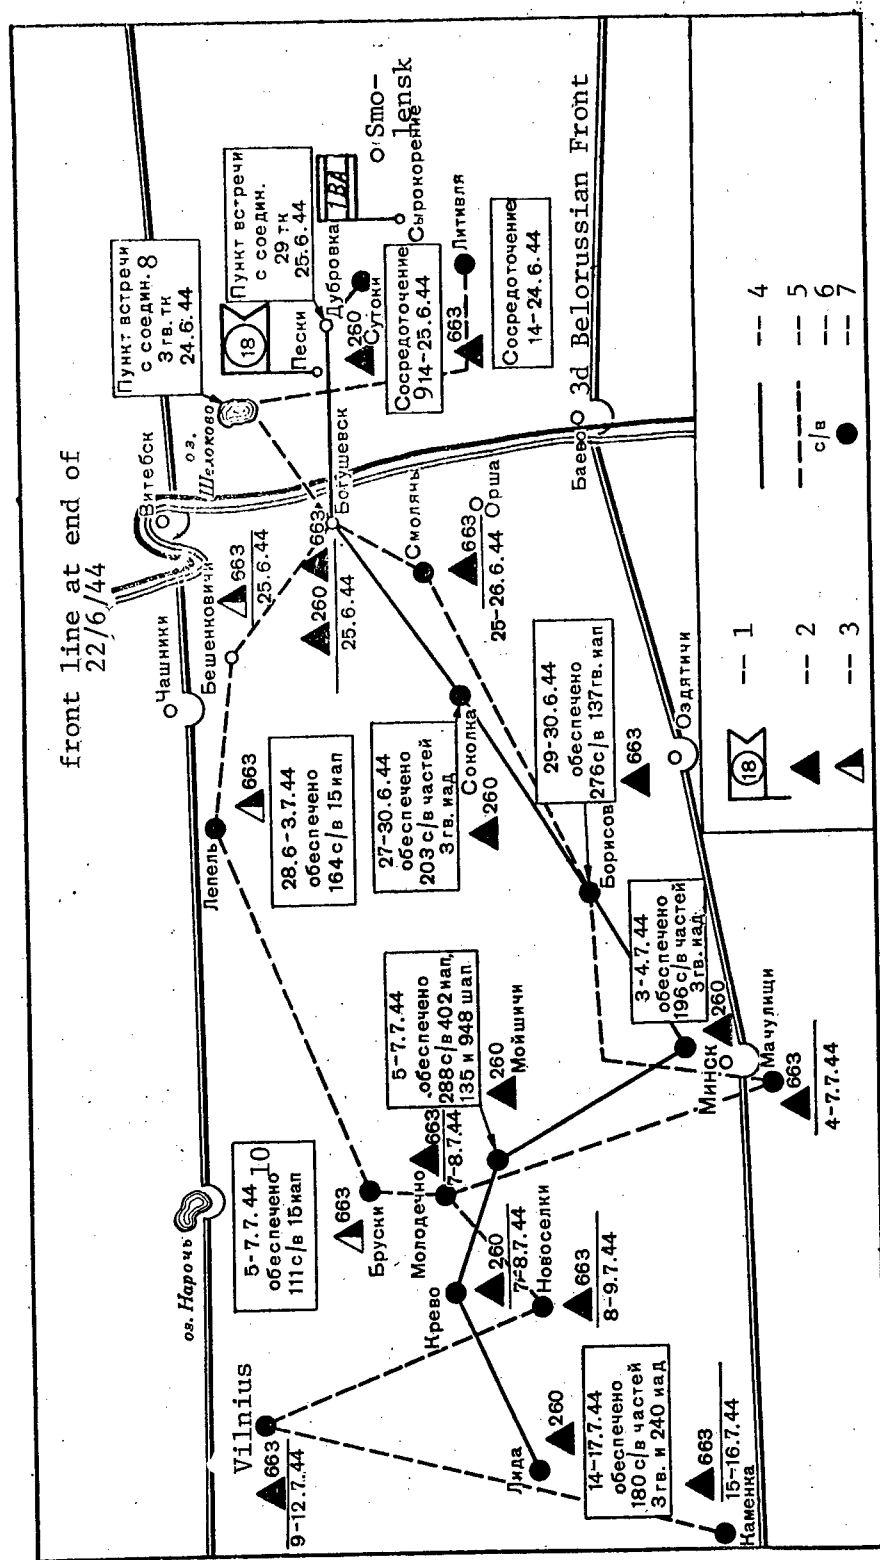 front line at end of
22/6/44
Пункт встречи
с соедин. 8
3 гв. тк
24.6.44
Пункт встречи
с соедин.
29 тк
25.6.44
18
Пески
1ВА
Smo-
lensk
Дубровка
Сырокорение
260
Сутоки
Сосредоточение
9 14-25.6.44
Литивля
663
Сосредоточение
14-24.6.44
3d Belorussian Front
Витебск
оз.
Шелоково
Богушевск
Баево
Чашники
Бешенковичи
663
25.6.44
260
663
25.6.44
Смоляны
663
25-26.6.44
Орша
Лепель
663
28.6-3.7.44
обеспечено
164 с/в 15 иап
27-30.6.44
обеспечено
203 с/в частей
3 гв. иад
Соколка
260
29-30.6.44
обеспечено
276 с/в 137 гв. иап
663
Борисов
Оздятичи
3-4.7.44
обеспечено
196 с/в частей
3 гв. иад
260
Минск
Мачулищи
663
4-7.7.44
5-7.7.44
обеспечено
288 с/в 402 иап,
135 и 948 шап
260
Мойшичи
оз. Нарочь
5-7.7.44 10
обеспечено
111 с/в 15 иап
663
Бруски
Молодечно
663
7-8.7.44
Крево
260
7-8.7.44
Новоселки
663
8-9.7.44
Vilnius
663
9-12.7.44
Лида
260
14-17.7.44
обеспечено
180 с/в частей
3 гв. и 240 иад
663
15-16.7.44
Каменка
18 -- 1
-- 2
-- 3
-- 4
-- 5
с/в -- 6
-- 7